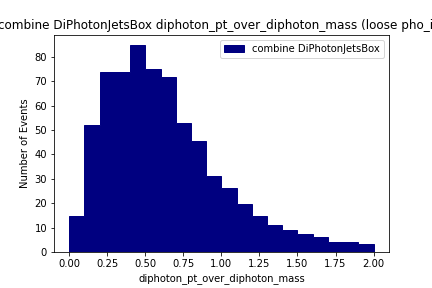 combine DiPhotonJetsBox diphoton_pt_over_diphoton_mass (loose pho_i
combine DiPhotonJetsBox
Number of Events
80
70
60
50
40
30
20
10
0
0.00 0.25 0.50 0.75 1.00 1.25 1.50 1.75 2.00
diphoton_pt_over_diphoton_mass